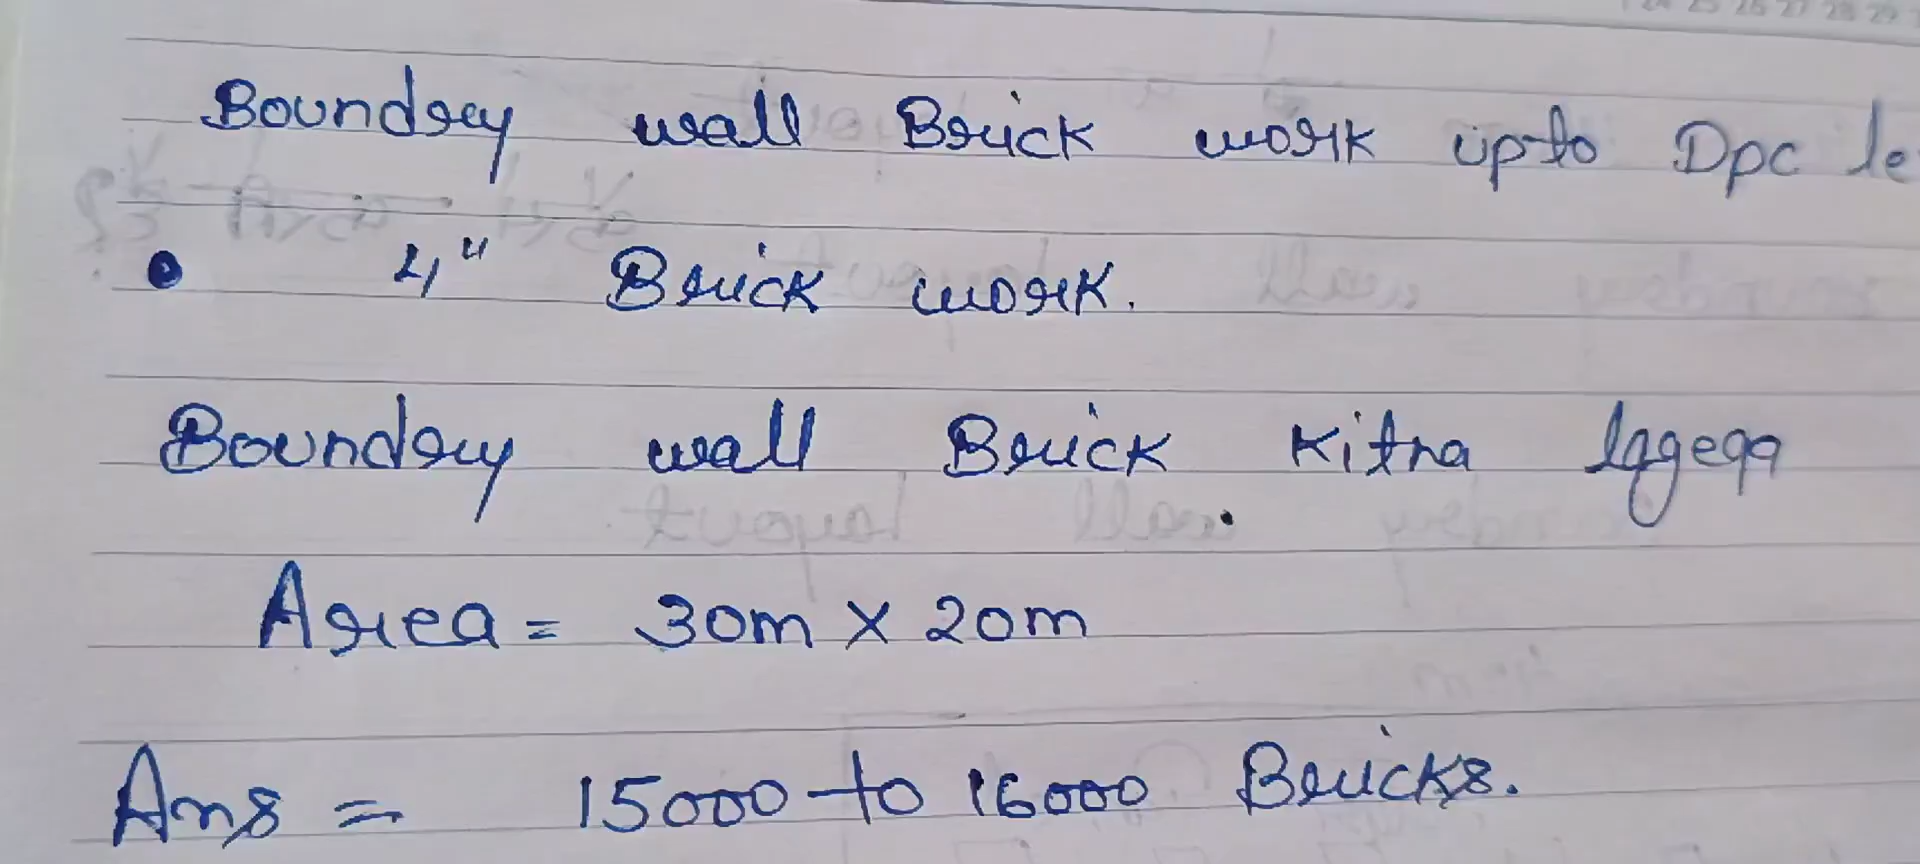 Boundry wall Brick work upto Dpc le
• 4" Brick work.
Boundry wall Brick Kitna lagega
Area = 30m x 20m
Ans = 15000 to 16000 Bricks.